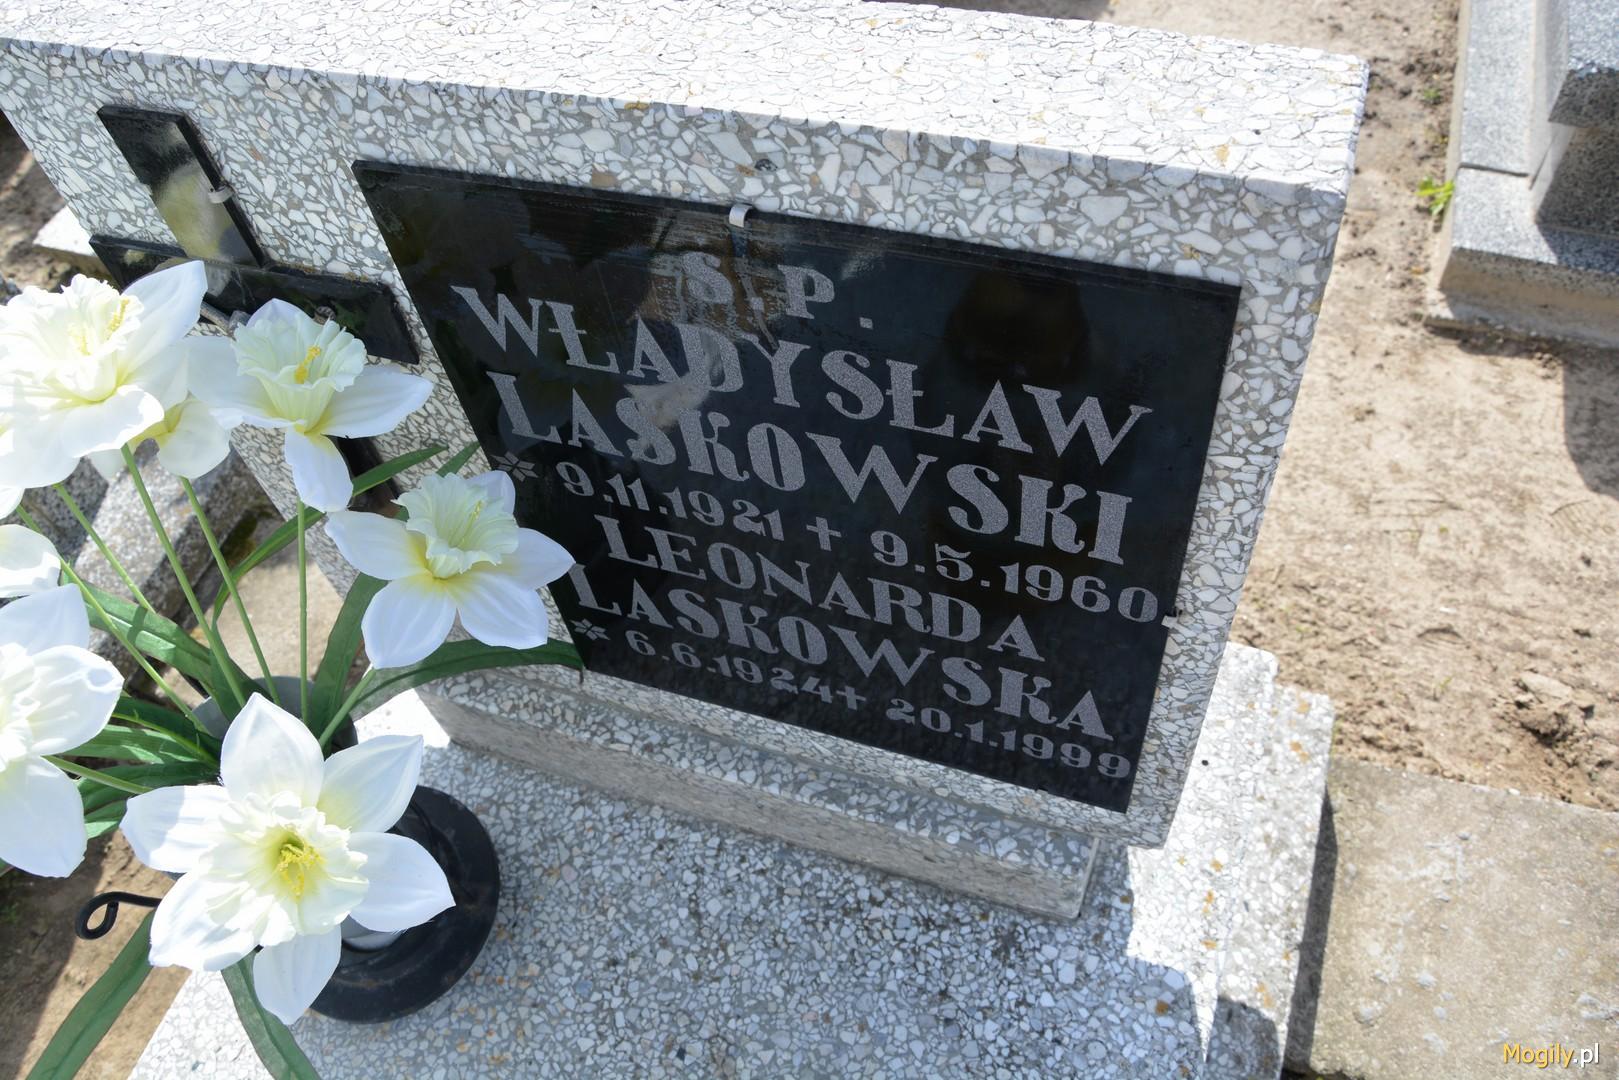 S.P.
WŁADYSŁAW
LASKOWSKI
* 9.11.1921 + 9.5.1960.
LEONARDA
LASKOWSKA
* 6.6.1924 + 20.1.1999
Mogily.pl